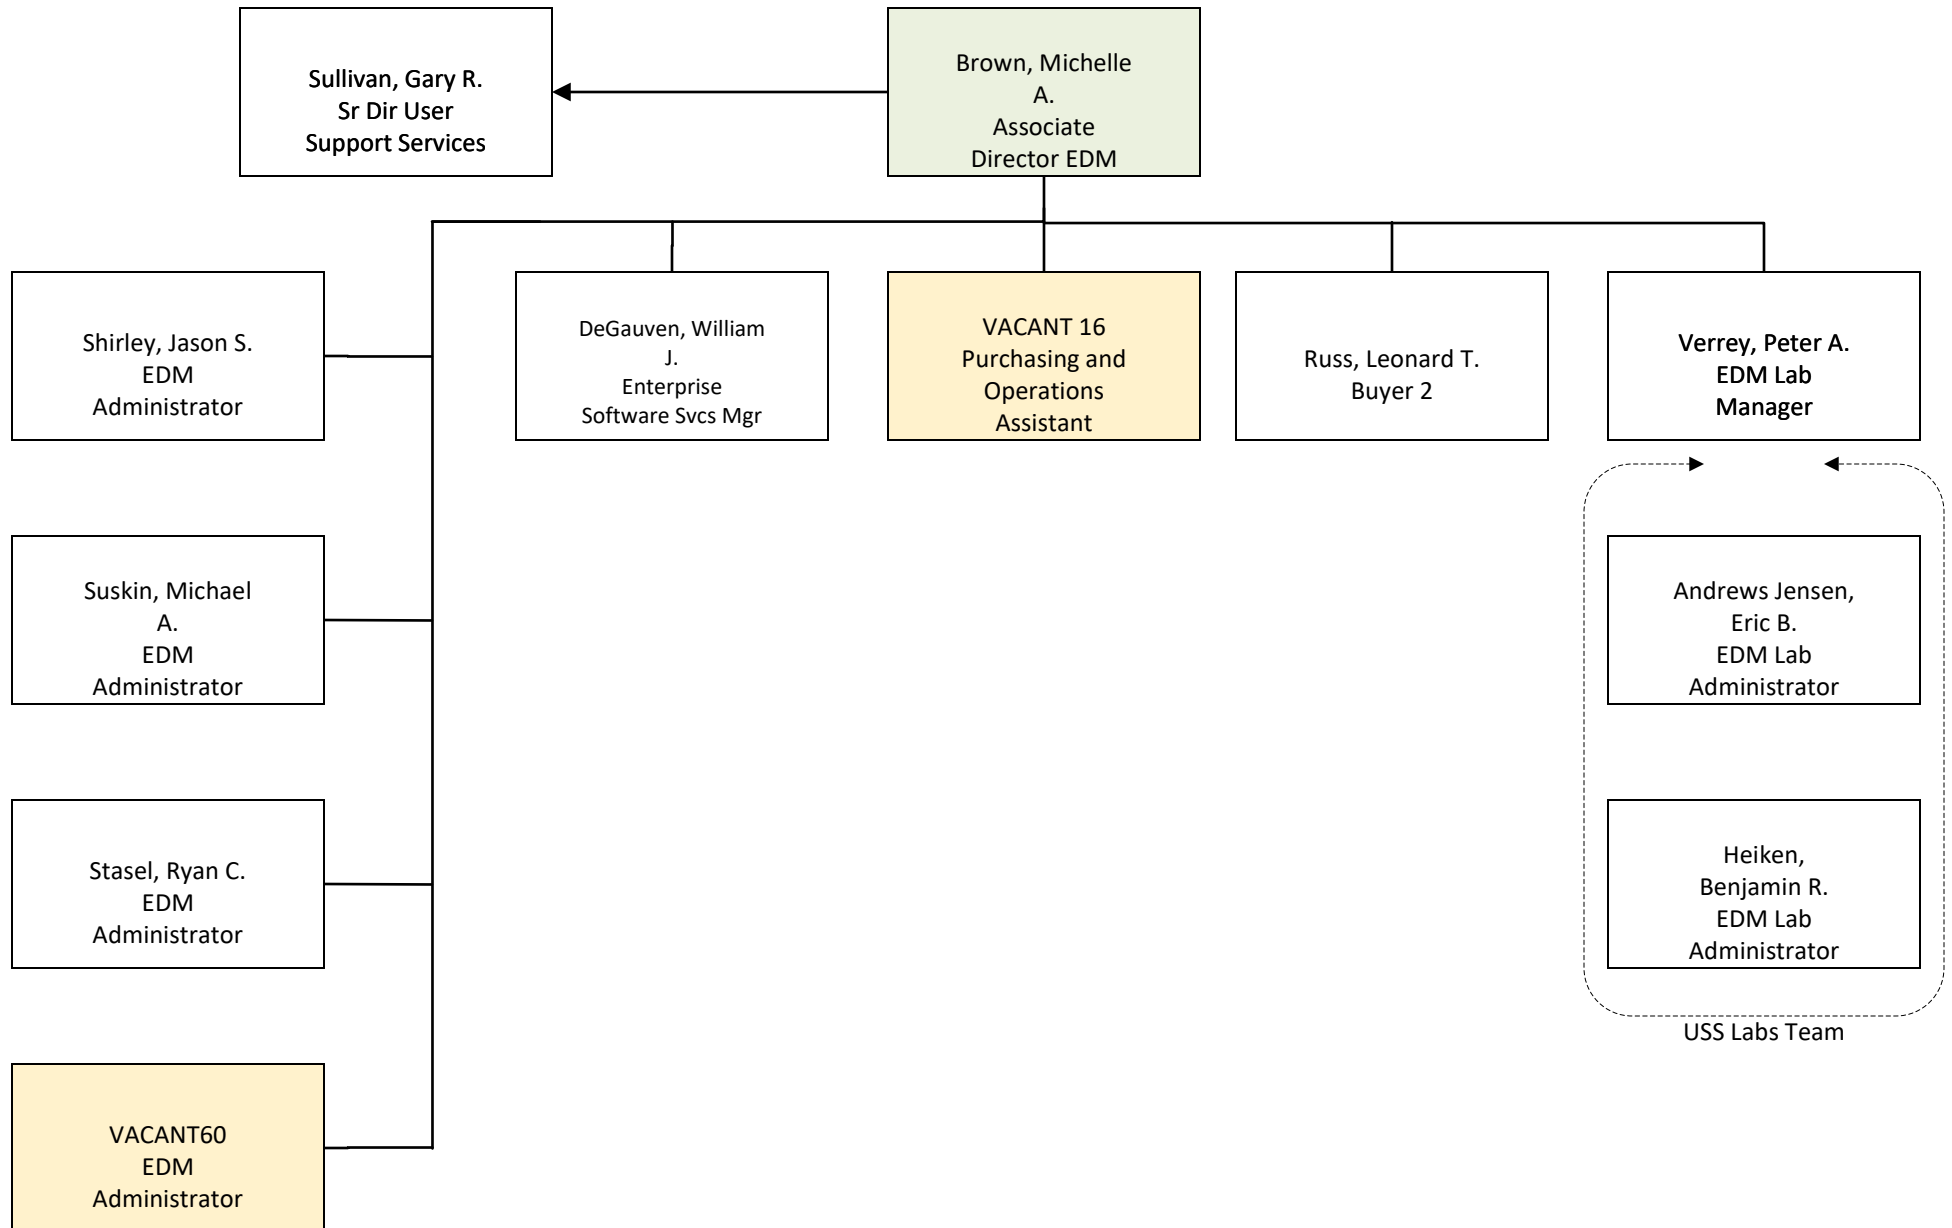 Sullivan, Gary R.
Sr Dir User
Support Services
Brown, Michelle
A.
Associate
Director EDM
Shirley, Jason S.
EDM
Administrator
DeGauven, William
J.
Enterprise
Software Svcs Mgr
VACANT 16
Purchasing and
Operations
Assistant
Russ, Leonard T.
Buyer 2
Verrey, Peter A.
EDM Lab
Manager
Suskin, Michael
A.
EDM
Administrator
Andrews Jensen,
Eric B.
EDM Lab
Administrator
Stasel, Ryan C.
EDM
Administrator
Heiken,
Benjamin R.
EDM Lab
Administrator
USS Labs Team
VACANT60
EDM
Administrator